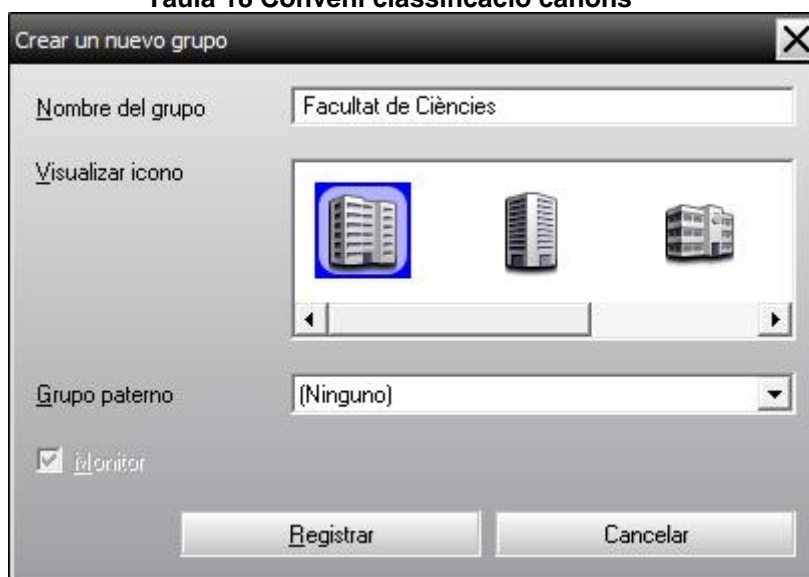 Taula 18 Conveni classificació canons
Crear un nuevo grupo
Nombre del grupo
Facultat de Ciències
Visualizar icono
Grupo paterno
(Ninguno)
Monitor
Registrar
Cancelar